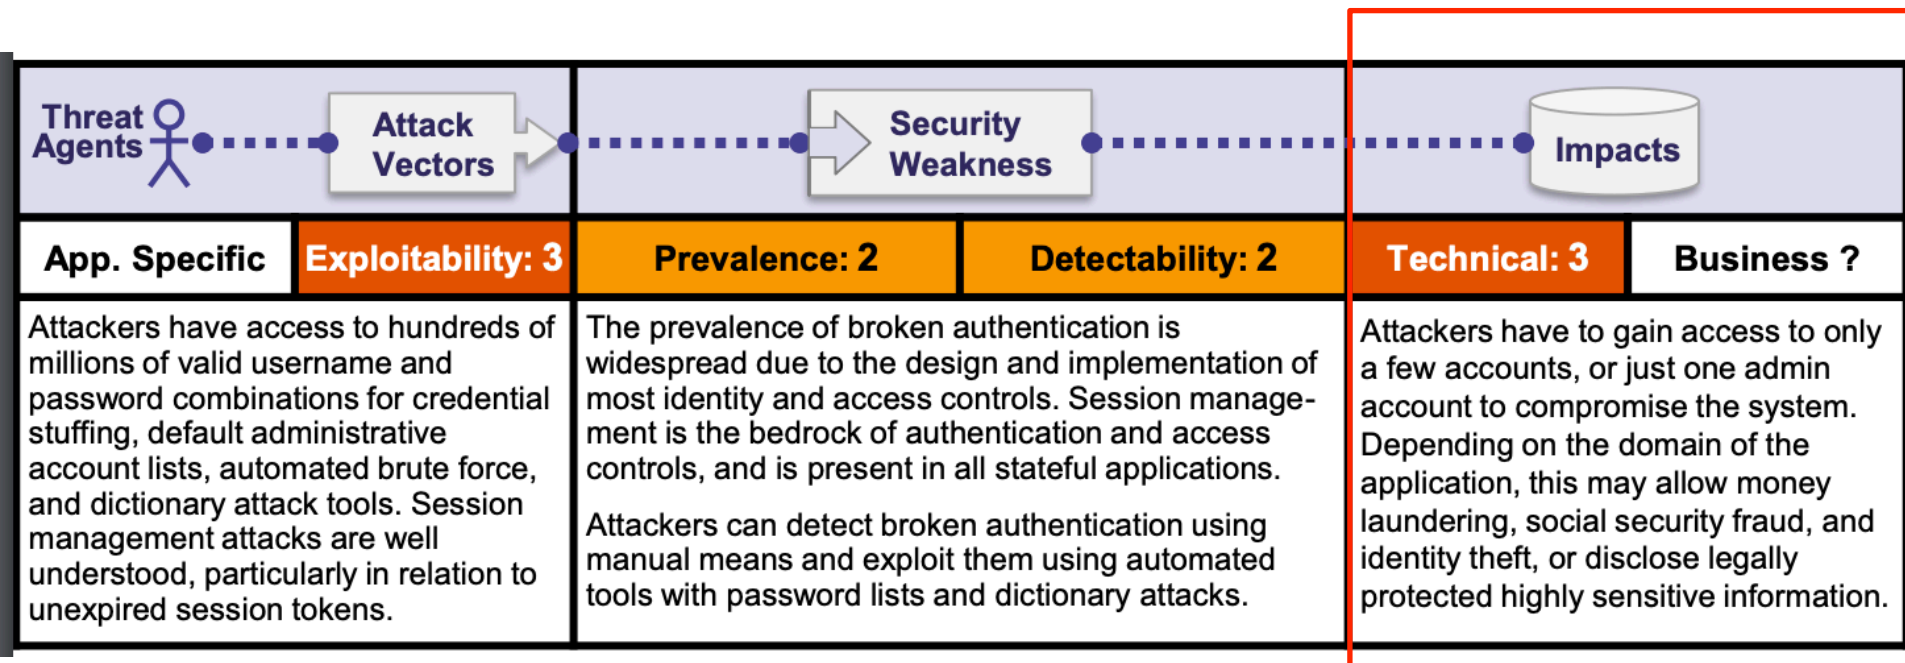 Threat
Agents
Attack
Vectors
Security
Weakness
Impacts
App. Specific
Exploitability: 3
Prevalence: 2
Detectability: 2
Technical: 3
Business ?
Attackers have access to hundreds of
millions of valid username and
password combinations for credential
stuffing, default administrative
account lists, automated brute force,
and dictionary attack tools. Session
management attacks are well
understood, particularly in relation to
unexpired session tokens.
The prevalence of broken authentication is
widespread due to the design and implementation of
most identity and access controls. Session manage-
ment is the bedrock of authentication and access
controls, and is present in all stateful applications.
Attackers can detect broken authentication using
manual means and exploit them using automated
tools with password lists and dictionary attacks.
Attackers have to gain access to only
a few accounts, or just one admin
account to compromise the system.
Depending on the domain of the
application, this may allow money
laundering, social security fraud, and
identity theft, or disclose legally
protected highly sensitive information.